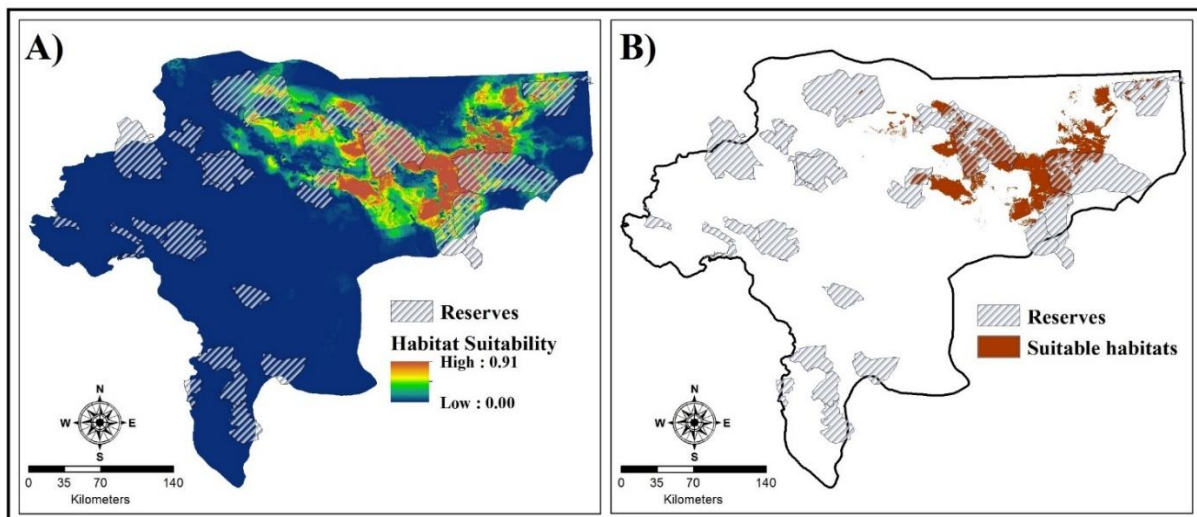 A)
Reserves
Habitat Suitability
High : 0.91
Low : 0.00
N
W E
S
0 35 70 140
Kilometers
B)
Reserves
Suitable habitats
N
W E
S
0 35 70 140
Kilometers